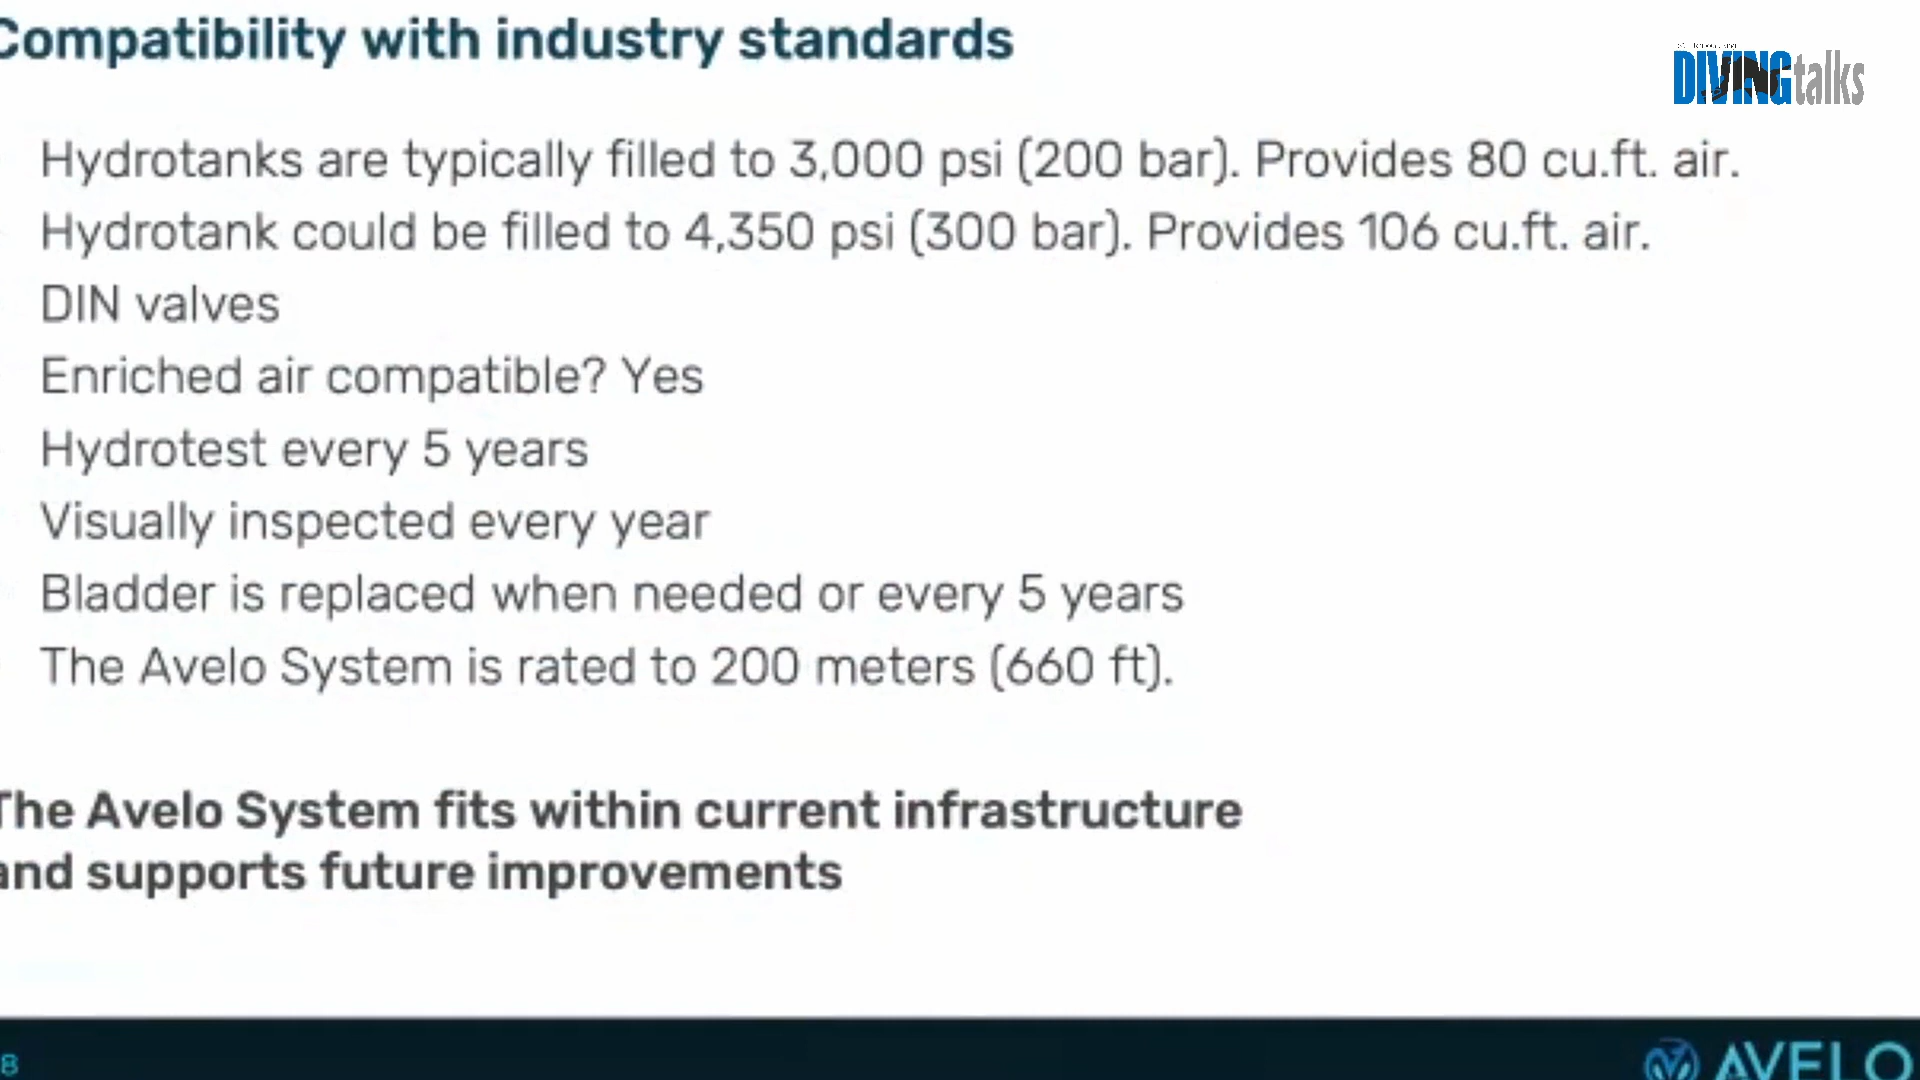 Compatibility with industry standards
DIVING talks
Hydrotanks are typically filled to 3,000 psi (200 bar). Provides 80 cu.ft. air.
Hydrotank could be filled to 4,350 psi (300 bar). Provides 106 cu.ft. air.
DIN valves
Enriched air compatible? Yes
Hydrotest every 5 years
Visually inspected every year
Bladder is replaced when needed or every 5 years
The Avelo System is rated to 200 meters (660 ft).
The Avelo System fits within current infrastructure
and supports future improvements
8
AVELO